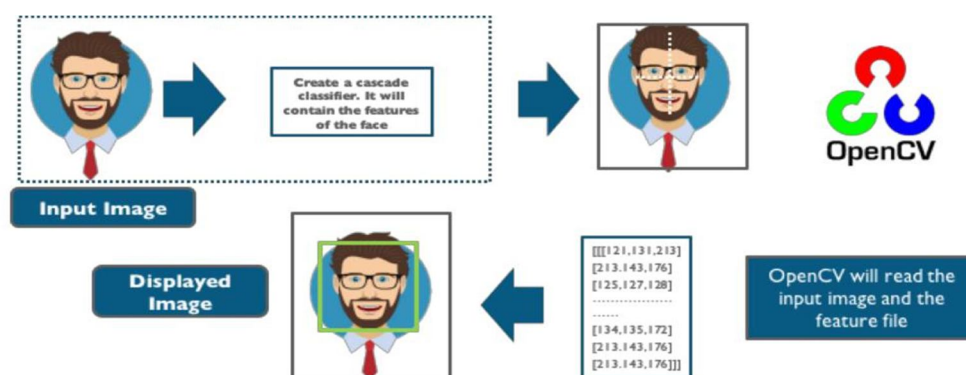 Create a cascade
classifier. It will
contain the features
of the face
OpenCV
Input Image
Displayed
Image
[[[121,131,213]
[213.143,176]
[125,127,128]
...................
......
[134,135,172]
[213.143,176]
[213.143,176]]]
OpenCV will read the
input image and the
feature file